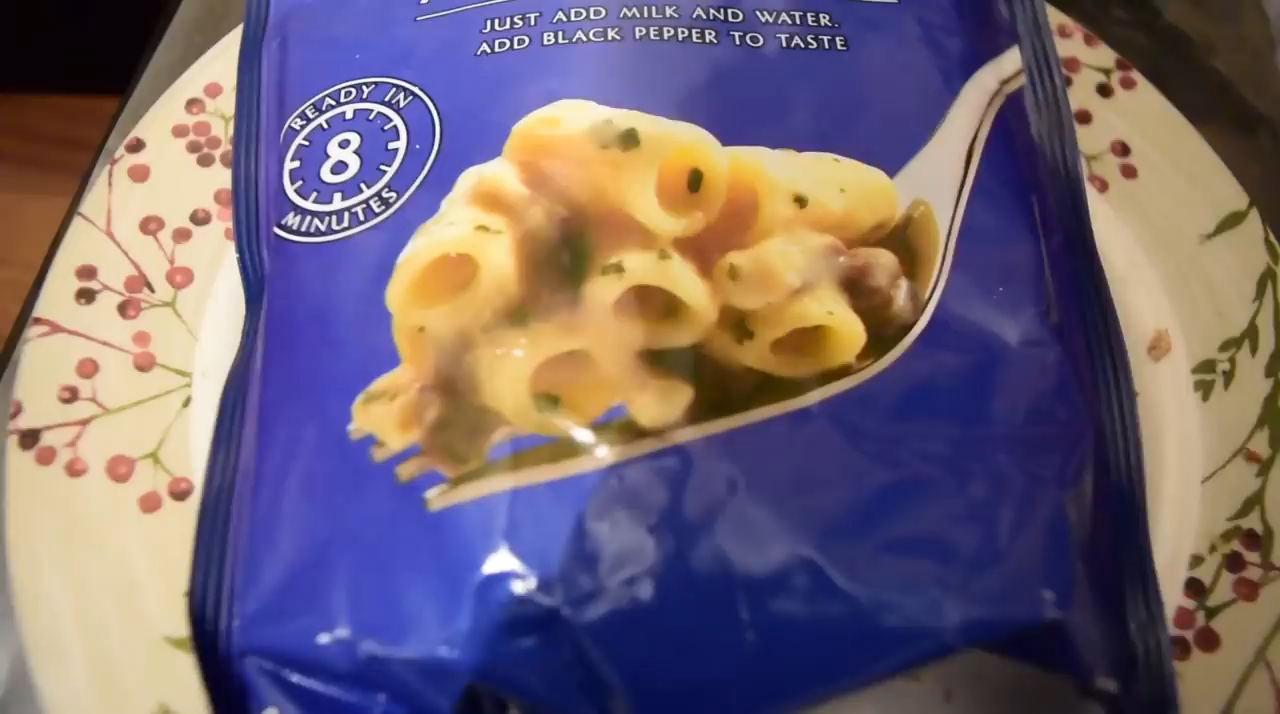 JUST ADD MILK AND WATER.
ADD BLACK PEPPER TO TASTE
READY IN
8
MINUTES